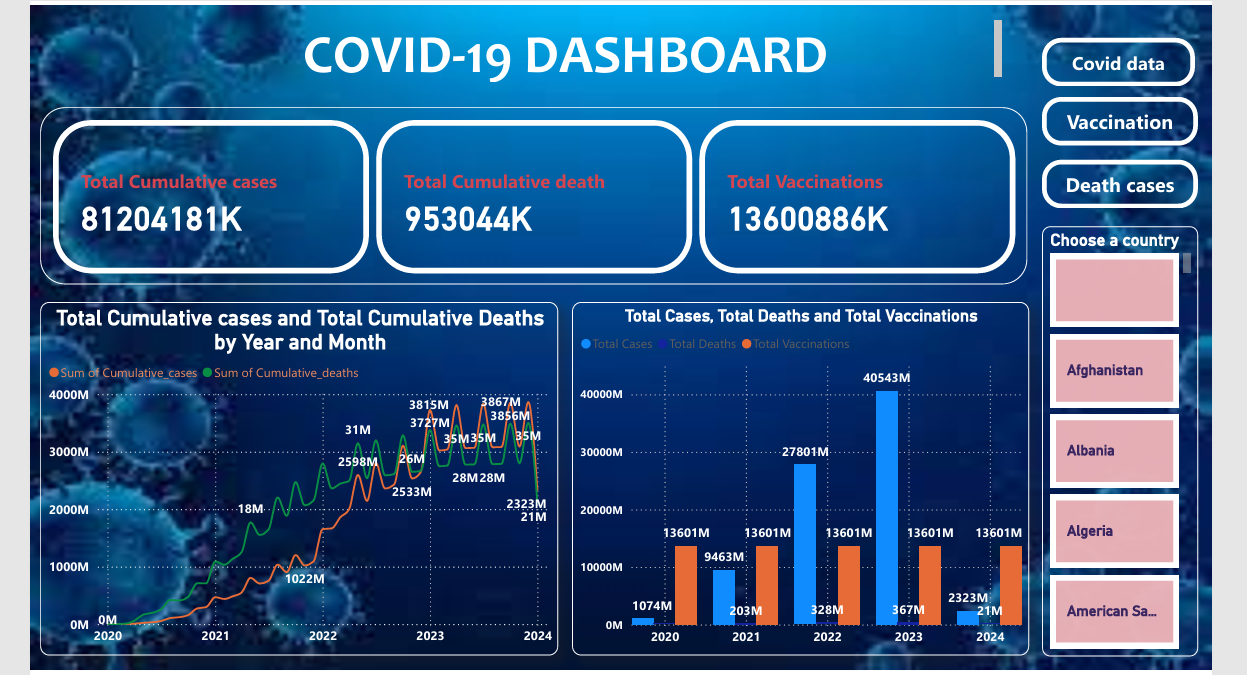 COVID-19 DASHBOARD
Covid data
Vaccination
Death cases
Total Cumulative cases
81204181K
Total Cumulative death
953044K
Total Vaccinations
13600886K
Choose a country
Afghanistan
Albania
Algeria
American Sa...
Total Cumulative cases and Total Cumulative Deaths
by Year and Month
Sum of Cumulative_cases Sum of Cumulative_deaths
4000M
3000M
2000M
1000M
0M
0M
18M
1022M
31M
2598M
2533M
26M
3815M
3727M
35M
35M
28M
28M
3867M
3856M
35M
2323M
21M
2020 2021 2022 2023 2024
Total Cases, Total Deaths and Total Vaccinations
Total Cases Total Deaths Total Vaccinations
40000M
30000M
20000M
10000M
0M
1074M
13601M
9463M
203M
13601M
27801M
328M
13601M
40543M
367M
13601M
2323M
21M
13601M
2020 2021 2022 2023 2024